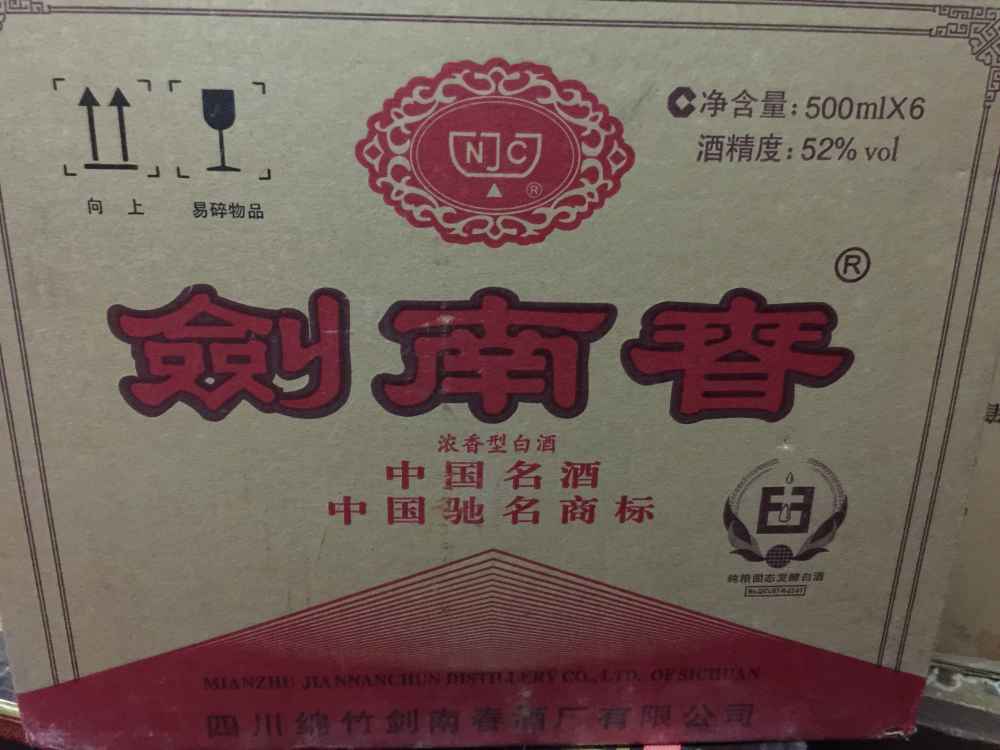 净含量：500mlX6
酒精度：52% vol
向上
易碎物品
NJC
®
®
劍南春
浓香型白酒
中国名酒
中国驰名商标
纯粮固态发酵白酒
MIANZHU JIANNANCHUN DISTILLERY CO., LTD. OF SICHUAN
四川绵竹剑南春酒厂有限公司